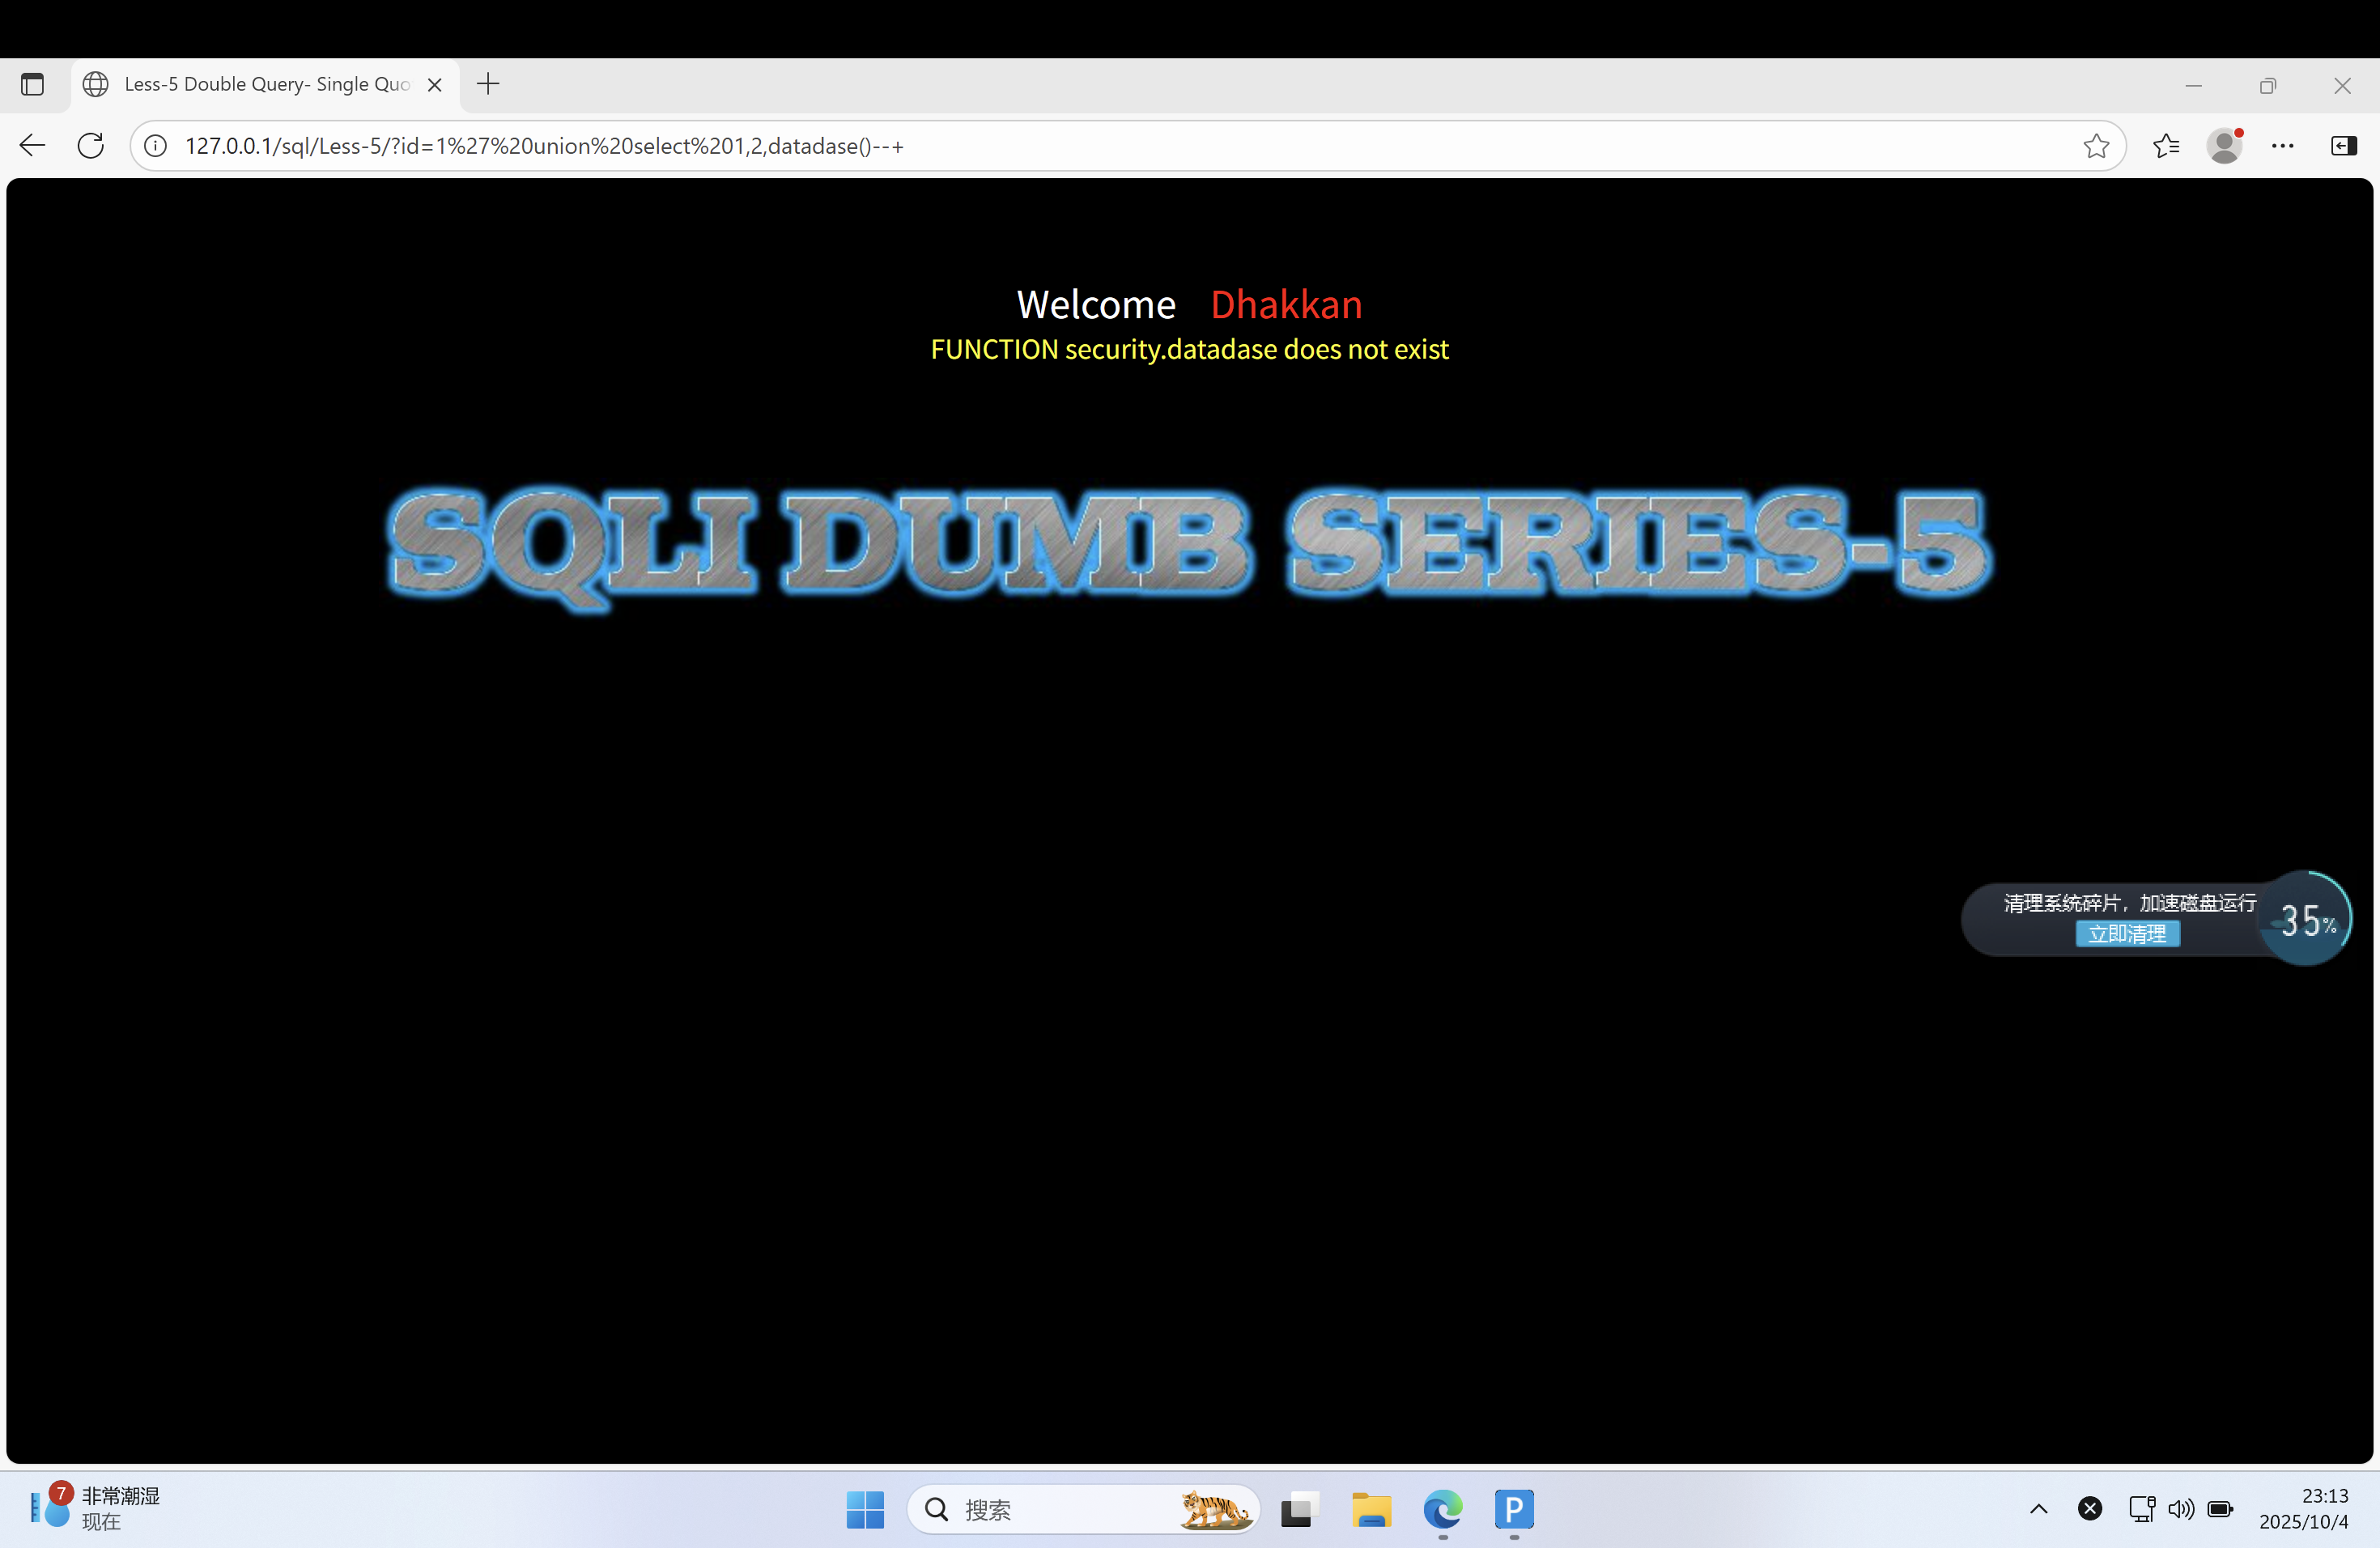 Less-5 Double Query- Single Quo
127.0.0.1/sql/Less-5/?id=1%27%20union%20select%201,2,datadase()--+
Welcome Dhakkan
FUNCTION security.datadase does not exist
SQLI DUMB SERIES-5
清理系统碎片，加速磁盘运行
立即清理
35%
7
非常潮湿
现在
搜索
P
23:13
2025/10/4